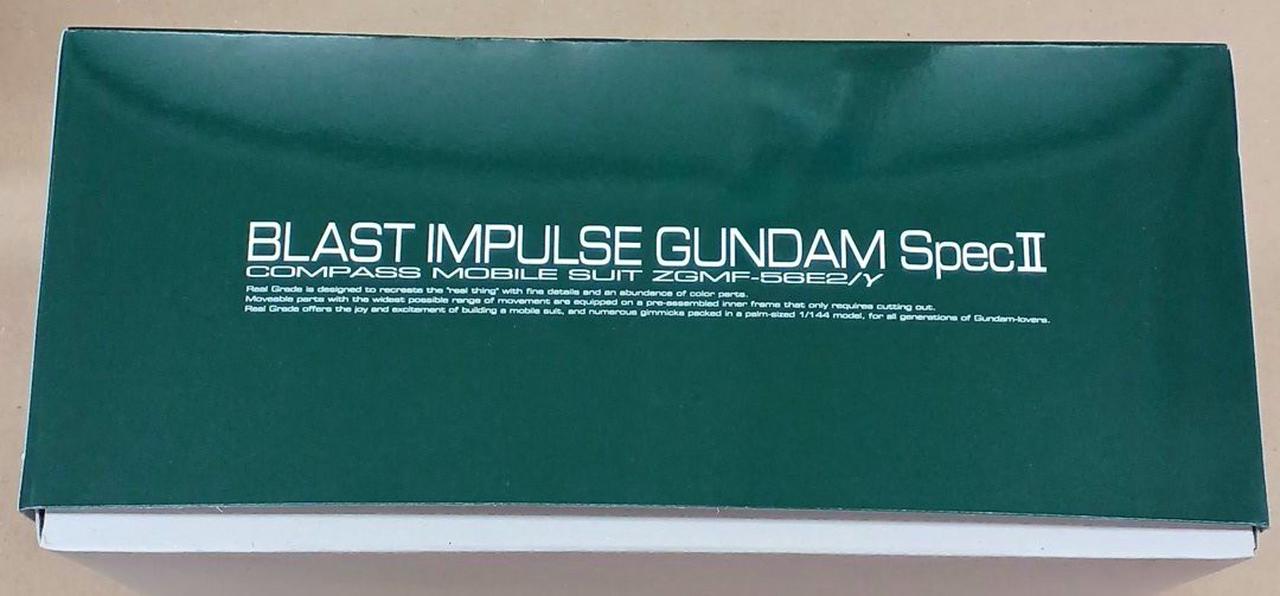 BLAST IMPULSE GUNDAM SpecⅡ
COMPASS MOBILE SUIT ZGMF-56E2/γ
Real Grade is designed to recreate the "real thing" with fine details and an abundance of color parts.
Moveable parts with the widest possible range of movement are equipped on a pre-assembled inner frame that only requires cutting out.
Real Grade offers the joy and excitement of building a mobile suit, and numerous gimmicks packed in a palm-sized 1/144 model, for all generations of Gundam-lovers.